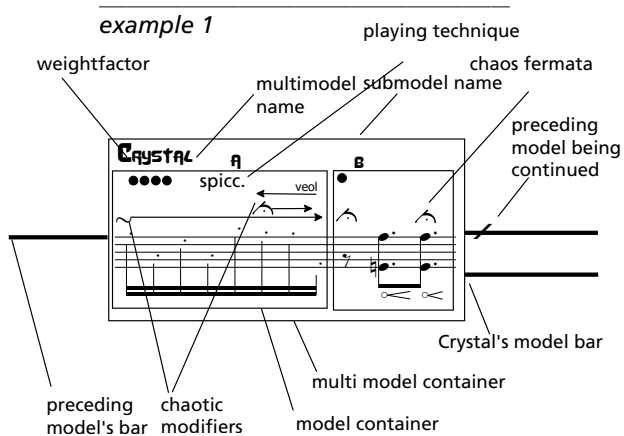 example 1
playing technique
weightfactor
chaos fermata
multimodel
name
submodel name
preceding
model being
continued
Crystal
A
B
spicc.
veol
Crystal's model bar
multi model container
preceding
model's bar
chaotic
modifiers
model container